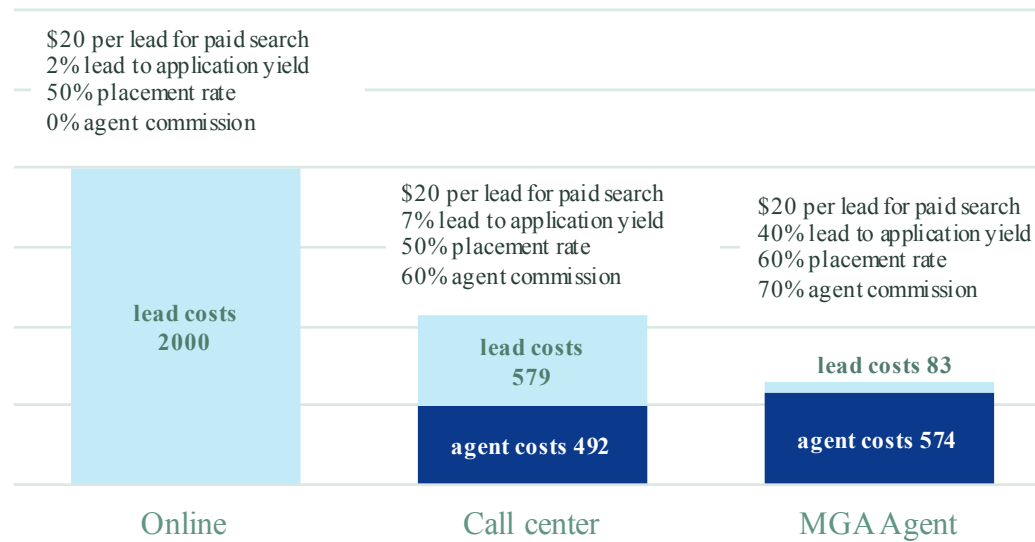 $20 per lead for paid search
2% lead to application yield
50% placement rate
0% agent commission
lead costs
2000
Online
$20 per lead for paid search
7% lead to application yield
50% placement rate
60% agent commission
lead costs
579
agent costs 492
Call center
$20 per lead for paid search
40% lead to application yield
60% placement rate
70% agent commission
lead costs 83
agent costs 574
MGA Agent